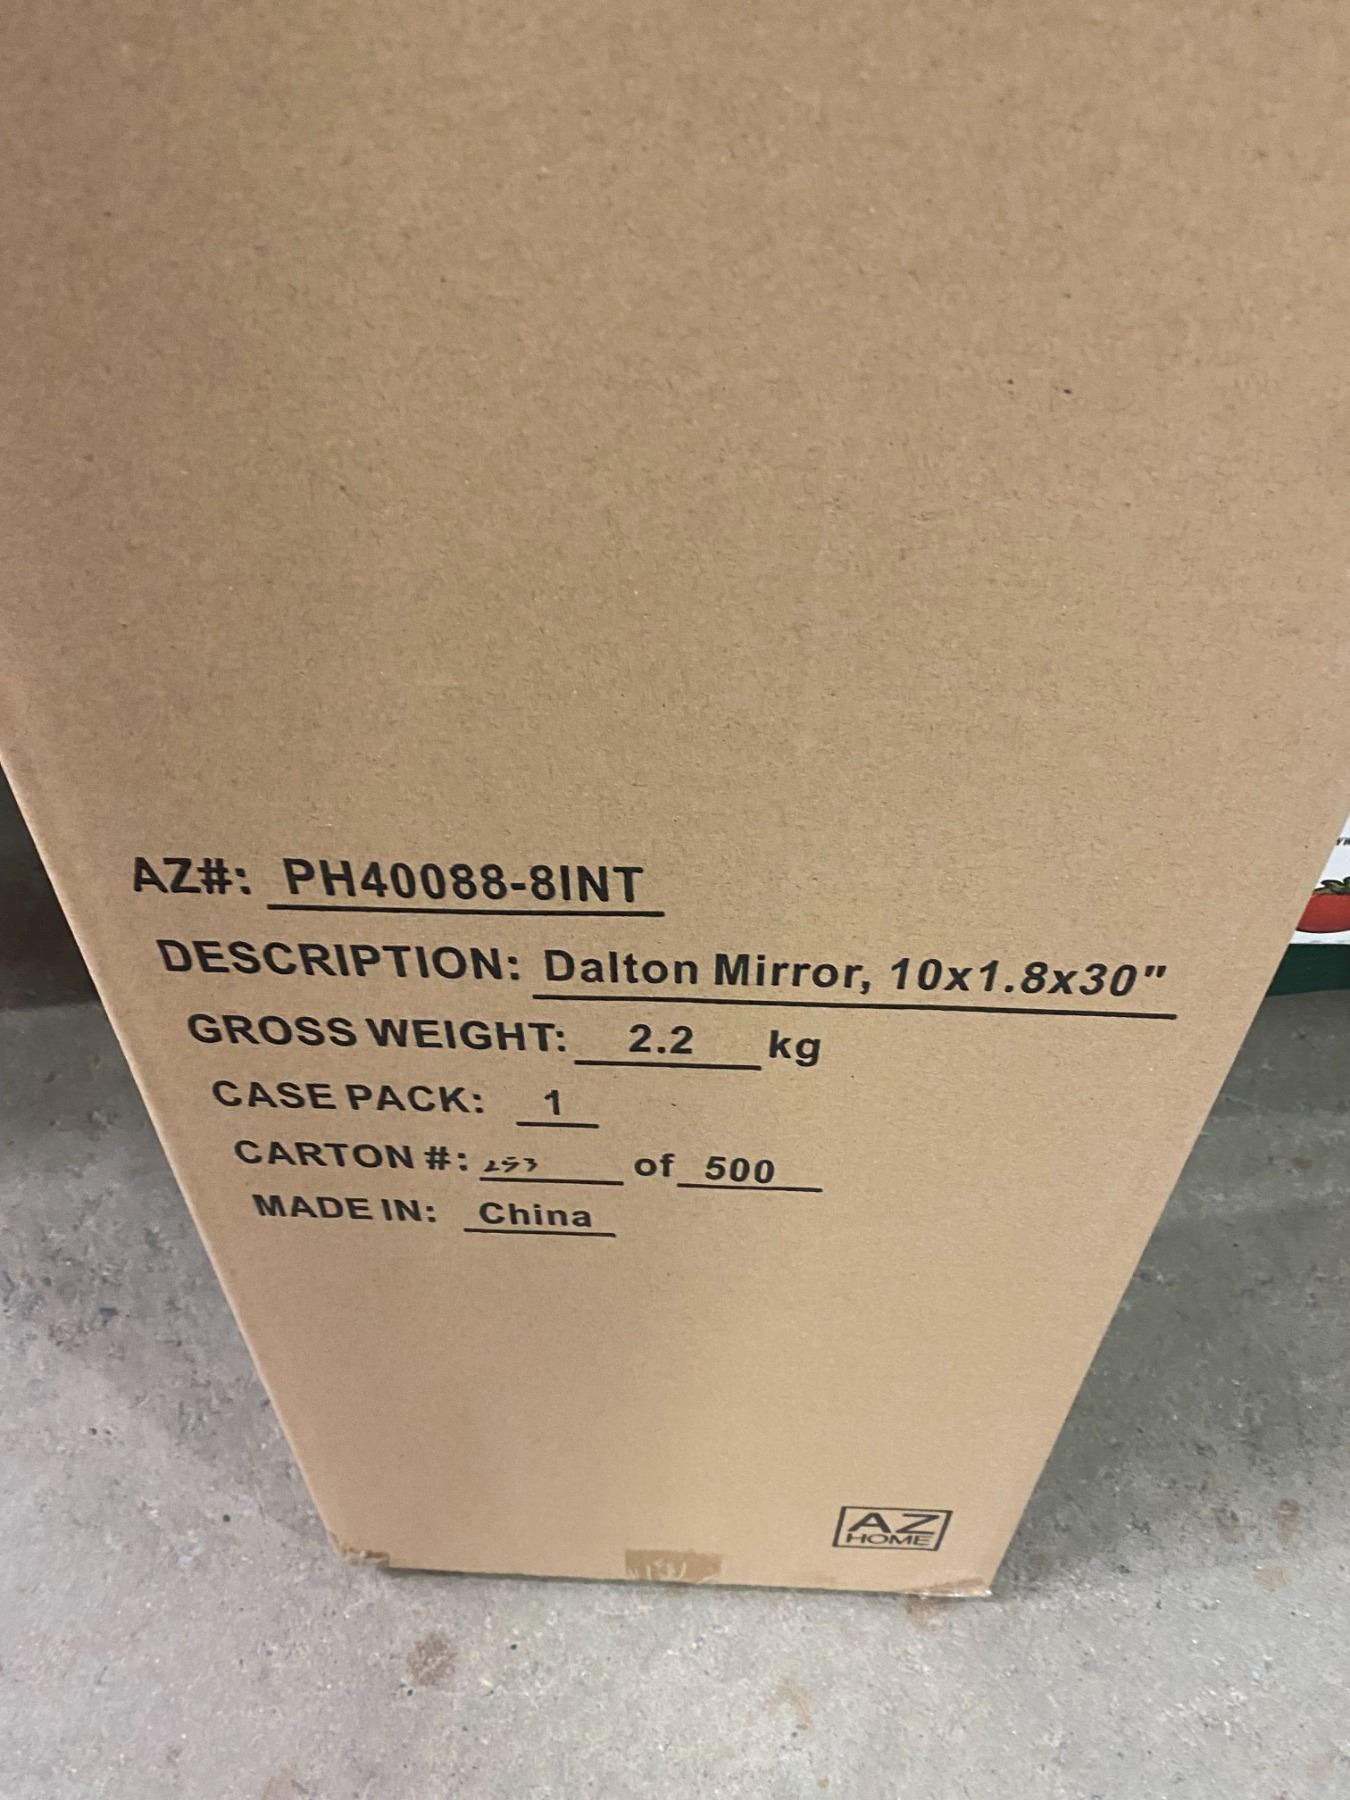 AZ#: PH40088-8INT
DESCRIPTION: Dalton Mirror, 10x1.8x30"
GROSS WEIGHT: 2.2 kg
CASE PACK: 1
CARTON #: 253 of 500
MADE IN: China
AZ
HOME